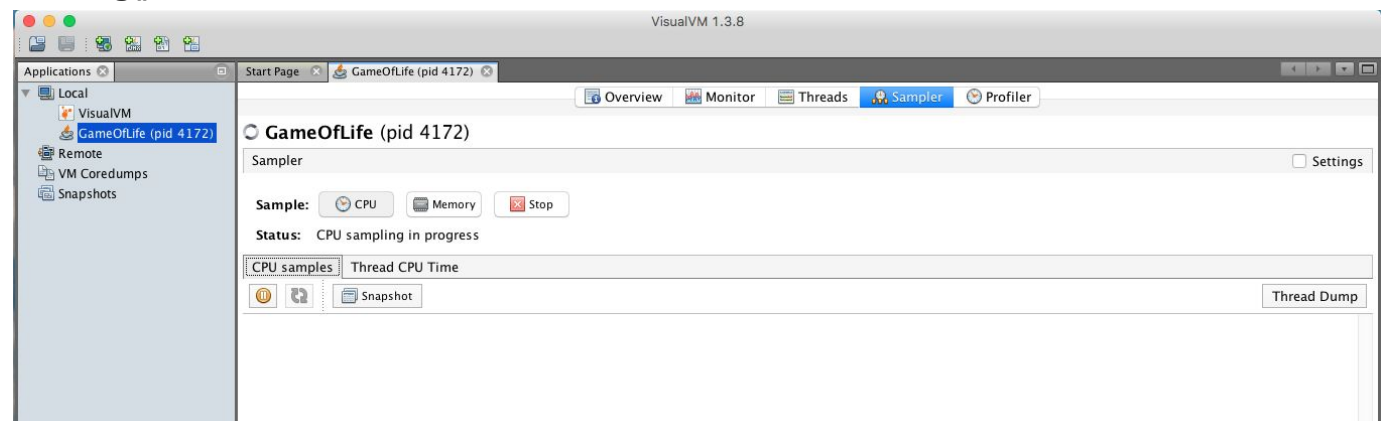 VisualVM 1.3.8
Applications
Start Page GameOfLife (pid 4172)
Local
VisualVM
GameOfLife (pid 4172)
Remote
VM Coredumps
Snapshots
Overview Monitor Threads Sampler Profiler
GameOfLife (pid 4172)
Sampler Settings
Sample: CPU Memory Stop
Status: CPU sampling in progress
CPU samples Thread CPU Time
Snapshot Thread Dump